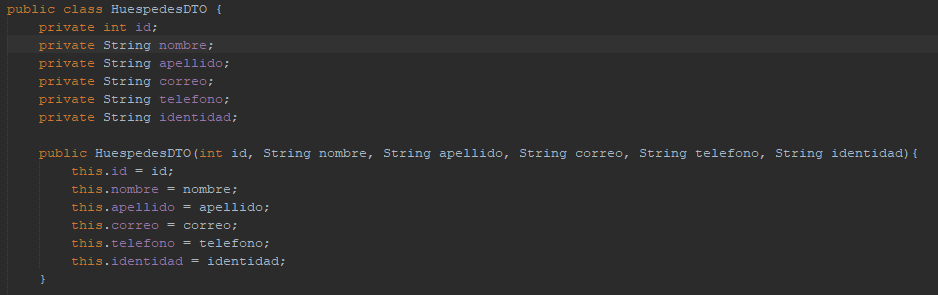 public class HuespedesDTO {
    private int id;
    private String nombre;
    private String apellido;
    private String correo;
    private String telefono;
    private String identidad;

    public HuespedesDTO(int id, String nombre, String apellido, String correo, String telefono, String identidad){
        this.id = id;
        this.nombre = nombre;
        this.apellido = apellido;
        this.correo = correo;
        this.telefono = telefono;
        this.identidad = identidad;
    }